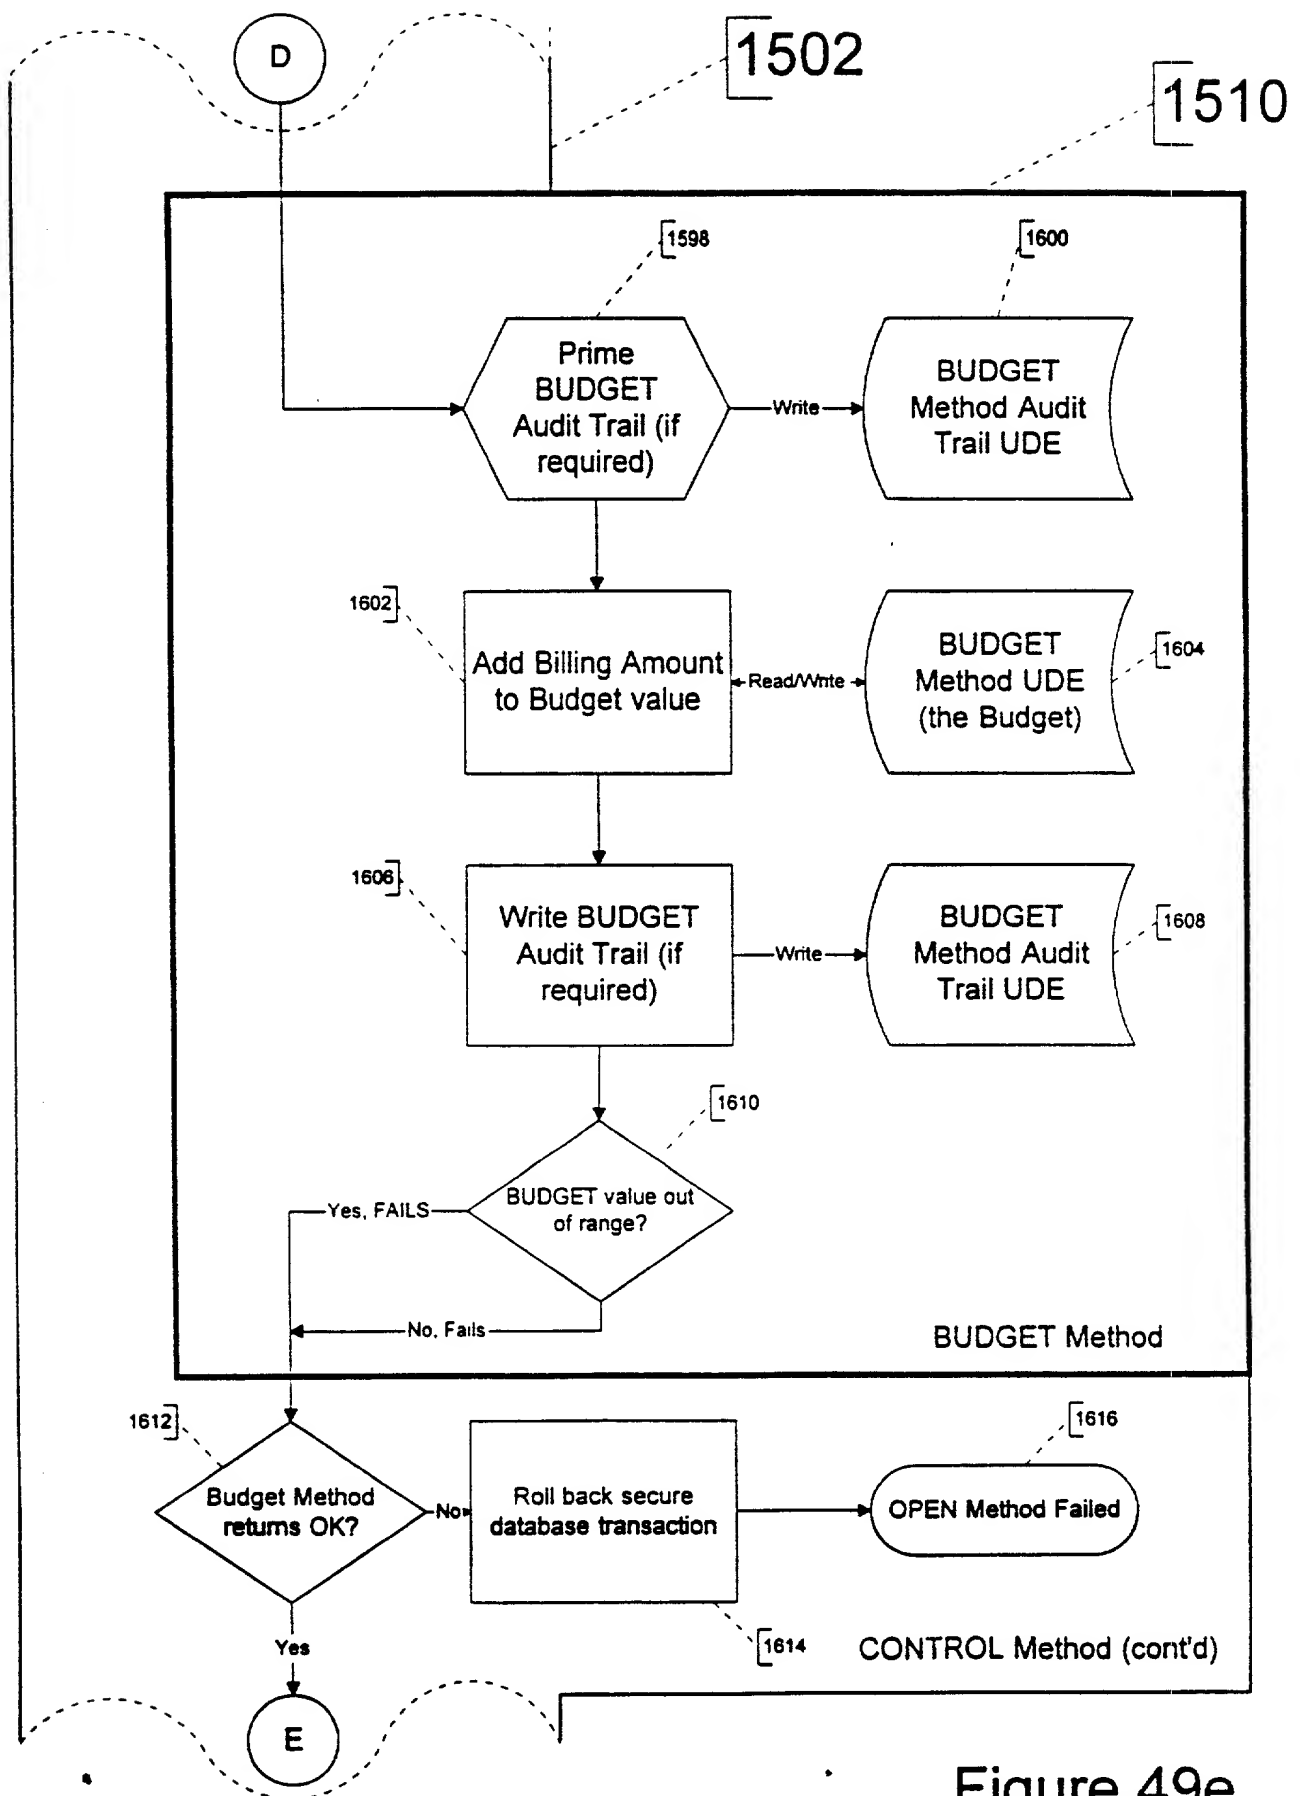 D
1502
1510
1598
1600
Prime
BUDGET
Audit Trail (if
required)
Write
BUDGET
Method Audit
Trail UDE
1602
Add Billing Amount
to Budget value
Read/Write
BUDGET
Method UDE
(the Budget)
1604
1606
Write BUDGET
Audit Trail (if
required)
Write
BUDGET
Method Audit
Trail UDE
1608
1610
BUDGET value out
of range?
Yes, FAILS
No, Fails
BUDGET Method
1612
Budget Method
returns OK?
No
Roll back secure
database transaction
1616
OPEN Method Failed
Yes
1614
CONTROL Method (cont'd)
E
Figure 49e